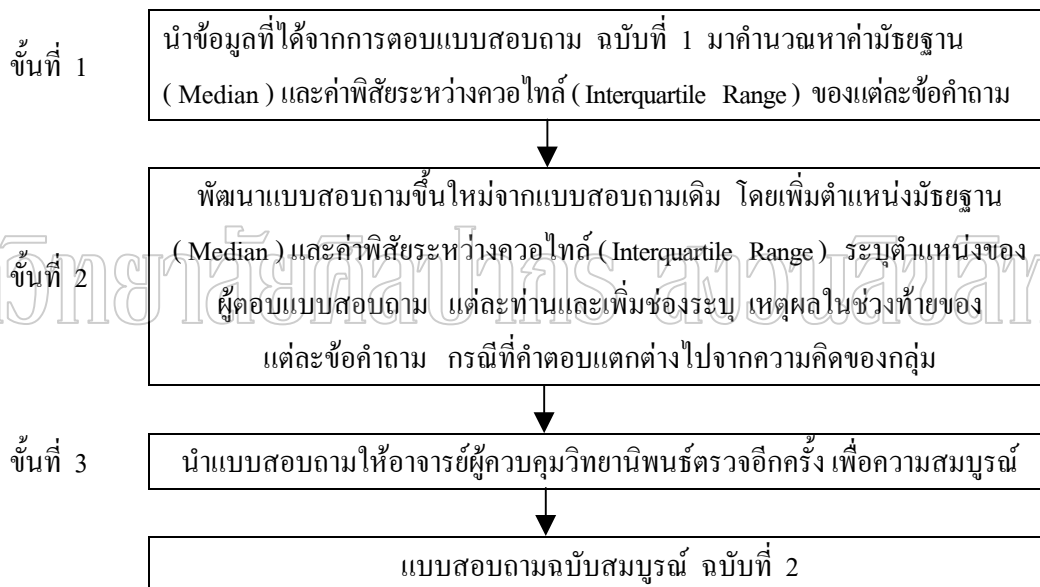 ขั้นที่ 1
นำข้อมูลที่ได้จากการตอบแบบสอบถาม ฉบับที่ 1 มาคำนวณหาค่ามัธยฐาน
( Median ) และค่าพิสัยระหว่างควอไทล์ ( Interquartile Range ) ของแต่ละข้อคำถาม
ขั้นที่ 2
พัฒนาแบบสอบถามขึ้นใหม่จากแบบสอบถามเดิม โดยเพิ่มตำแหน่งมัธยฐาน
( Median ) และค่าพิสัยระหว่างควอไทล์ ( Interquartile Range ) ระบุตำแหน่งของ
ผู้ตอบแบบสอบถาม แต่ละท่านและเพิ่มช่องระบุ เหตุผลในช่วงท้ายของ
แต่ละข้อคำถาม กรณีที่คำตอบแตกต่างไปจากความคิดของกลุ่ม
ขั้นที่ 3
นำแบบสอบถามให้อาจารย์ผู้ควบคุมวิทยานิพนธ์ตรวจอีกครั้ง เพื่อความสมบูรณ์
แบบสอบถามฉบับสมบูรณ์ ฉบับที่ 2